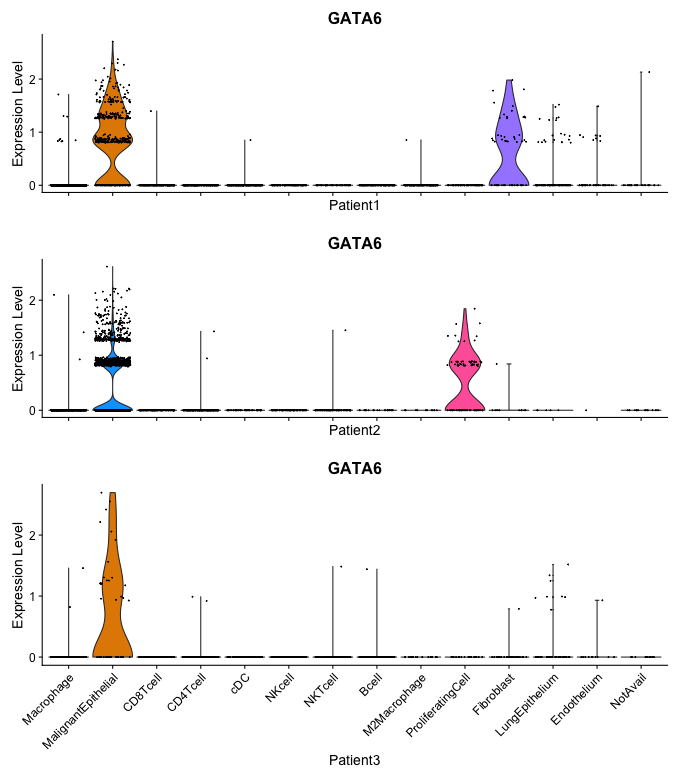 GATA6
Expression Level
2
1
0
Patient1
GATA6
Expression Level
2
1
0
Patient2
GATA6
Expression Level
2
1
0
Macrophage
MalignantEpithelial
CD8Tcell
CD4Tcell
cDC
NKcell
NKTcell
Bcell
M2Macrophage
ProliferatingCell
Fibroblast
LungEpithelium
Endothelium
NotAvail
Patient3